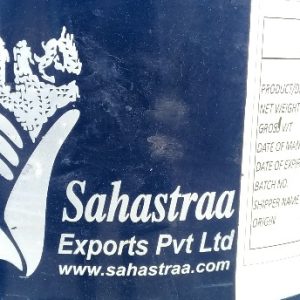 Sahastraa
Exports Pvt Ltd
www.sahastraa.com
NET WEIGHT
GROSS WT
DATE OF MAN
DATE OF EXPIR
BATCH NO.
SHIPPER NAME
ORIGIN